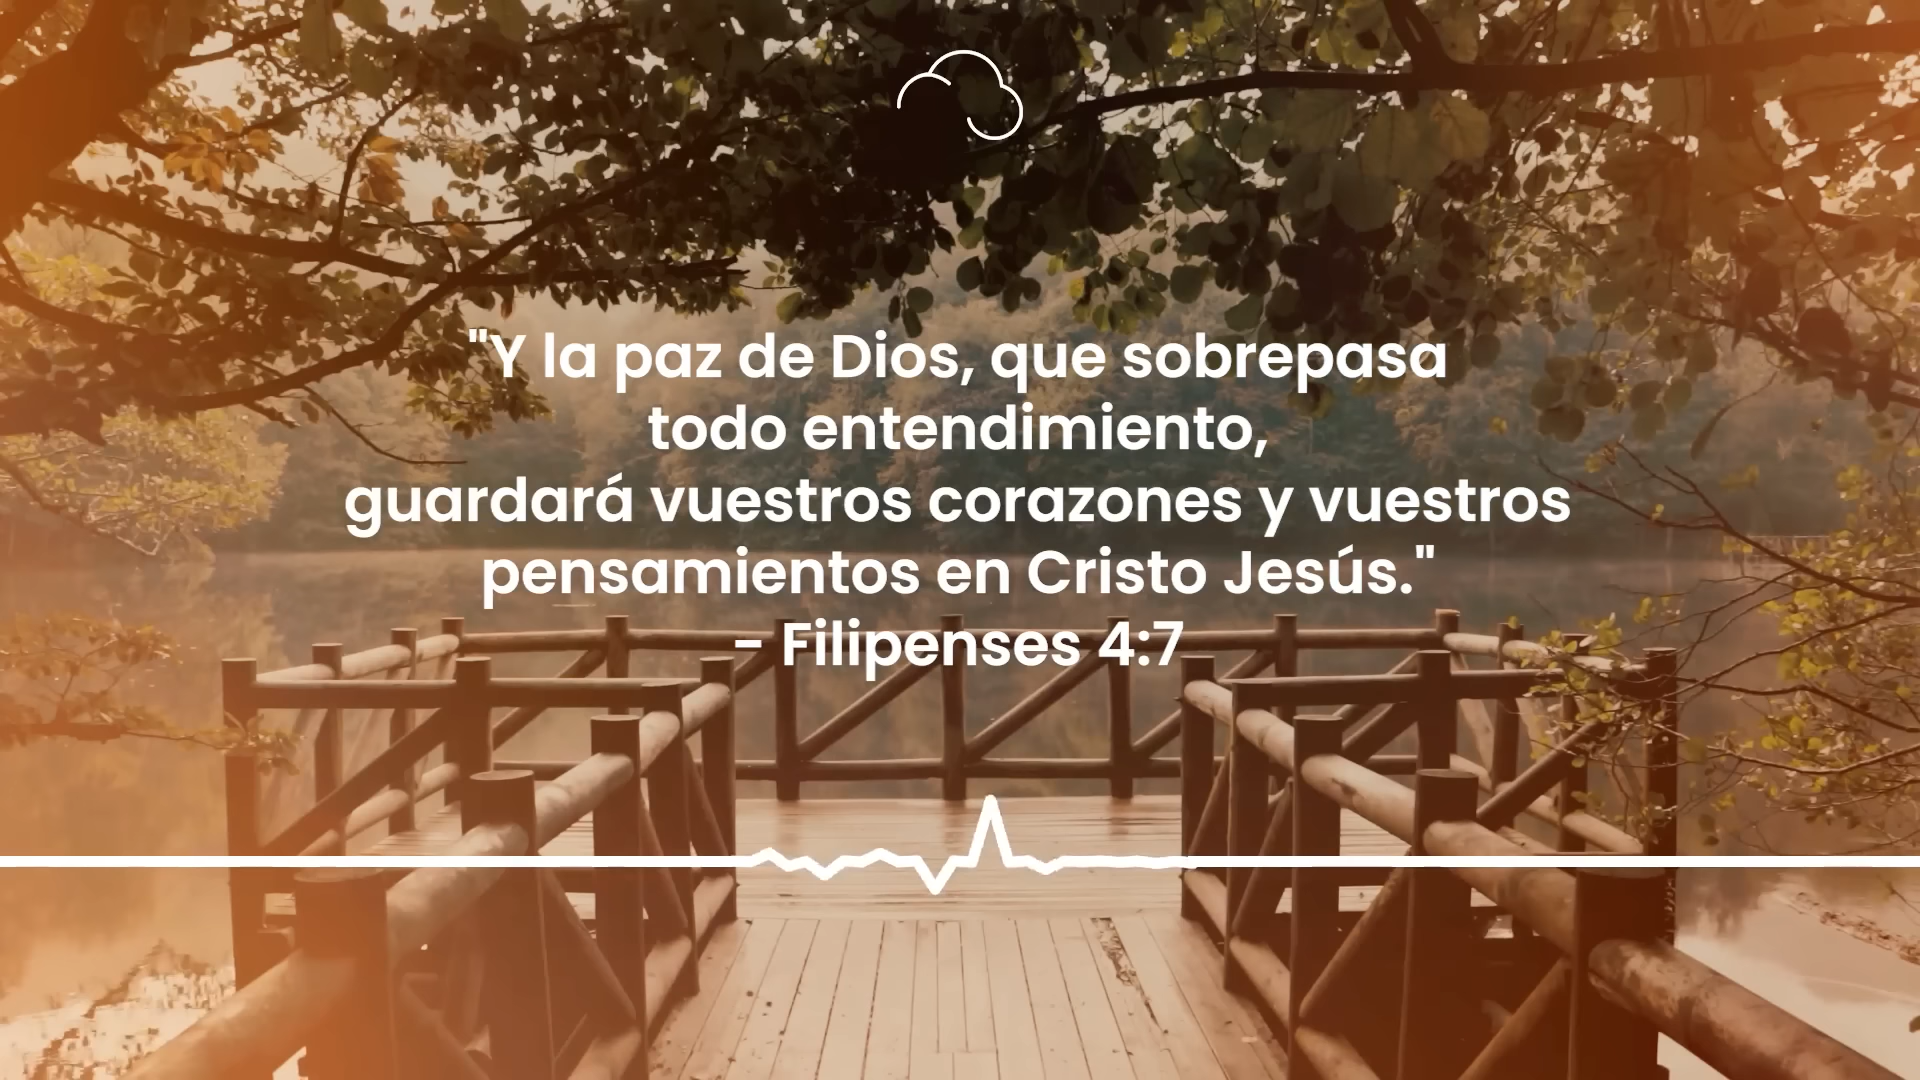 "Y la paz de Dios, que sobrepasa
todo entendimiento,
guardará vuestros corazones y vuestros
pensamientos en Cristo Jesús."
- Filipenses 4:7